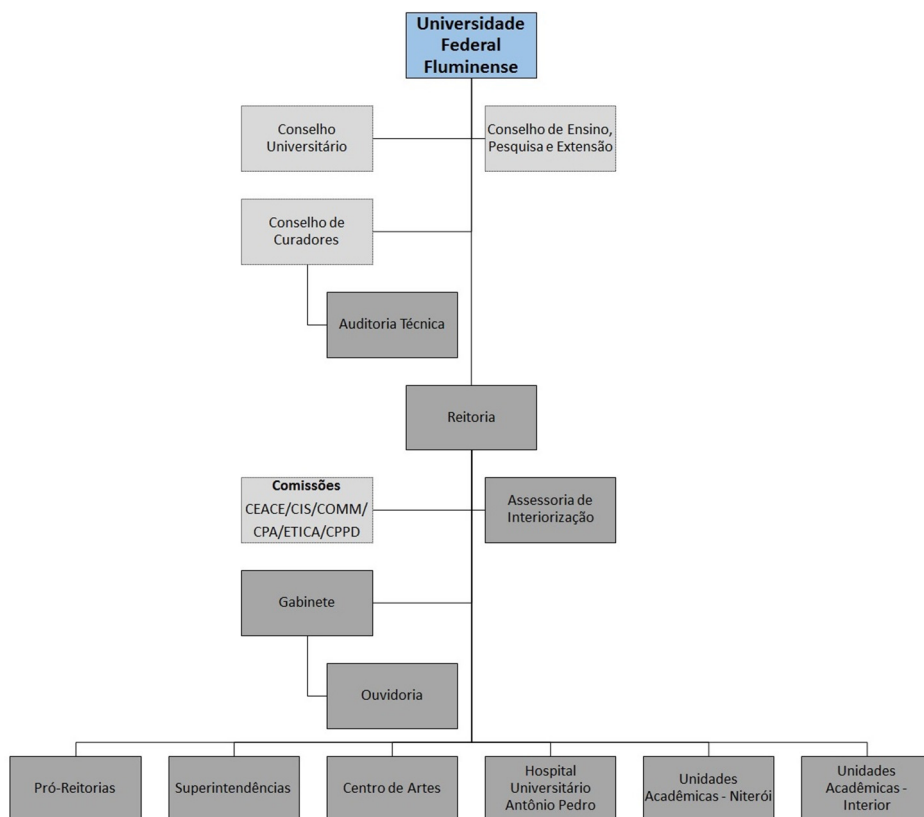 Universidade
Federal
Fluminense
Conselho
Universitário
Conselho de Ensino,
Pesquisa e Extensão
Conselho de
Curadores
Auditoria Técnica
Reitoria
Comissões
CEACE/CIS/COMM/
CPA/ETICA/CPPD
Assessoria de
Interiorização
Gabinete
Ouvidoria
Pró-Reitorias
Superintendências
Centro de Artes
Hospital
Universitário
Antônio Pedro
Unidades
Acadêmicas - Niterói
Unidades
Acadêmicas -
Interior